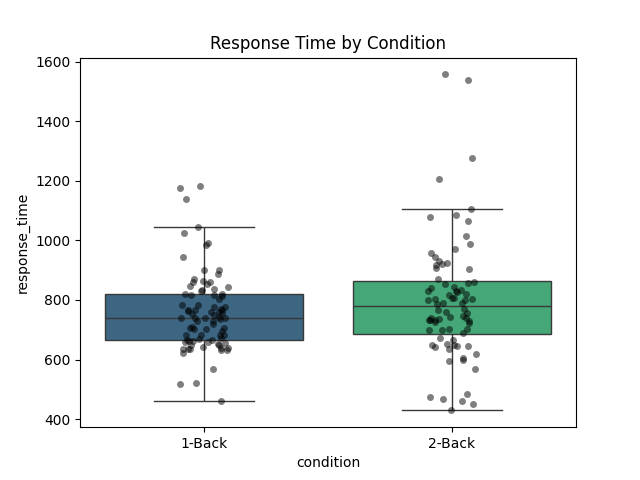 Response Time by Condition
1600
1400
1200
1000
800
600
400
response_time
1-Back
2-Back
condition